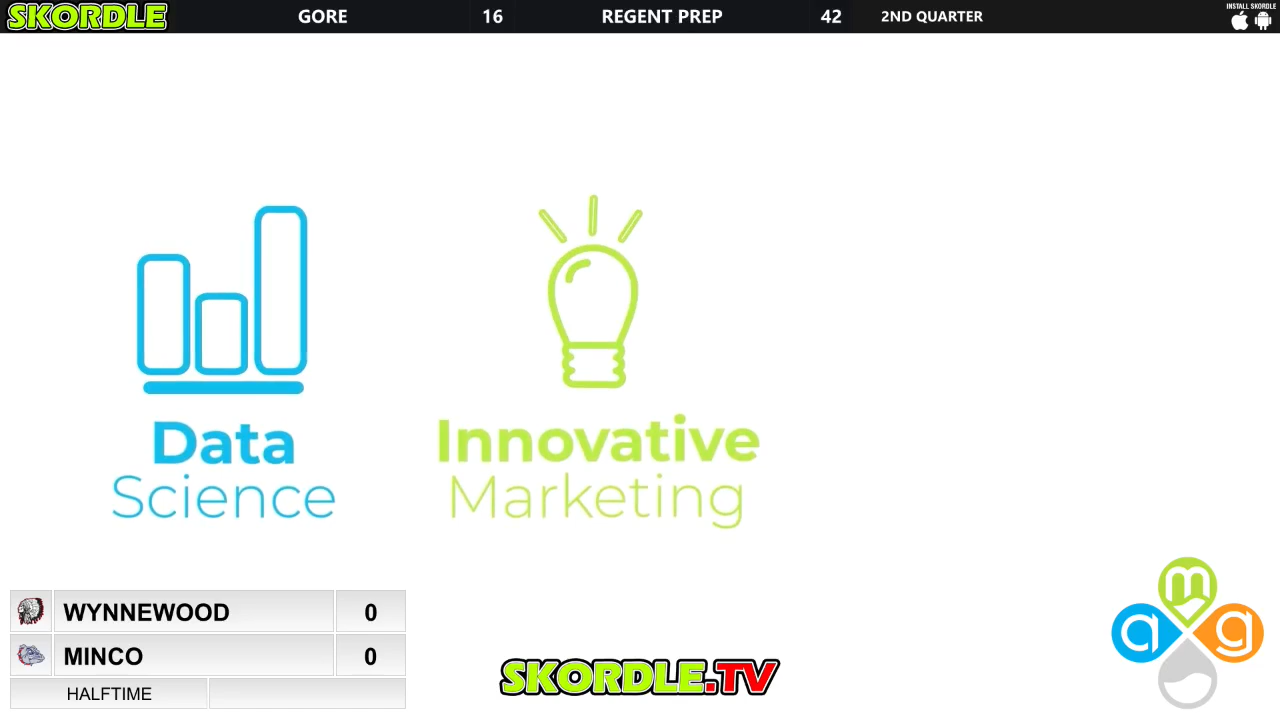 SKORDLE GORE 16 REGENT PREP 42 2ND QUARTER INSTALL SKORDLE
Data
Science
Innovative
Marketing
WYNNEWOOD 0
MINCO 0
HALFTIME
SKORDLE.TV
m
a g